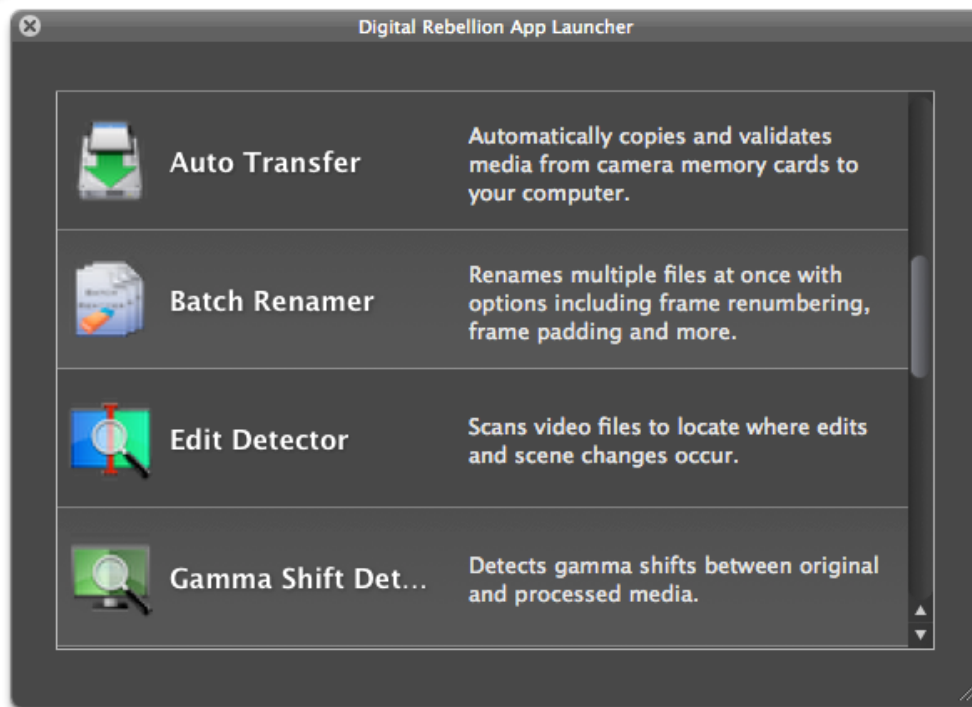 Digital Rebellion App Launcher
Auto Transfer
Automatically copies and validates
media from camera memory cards to
your computer.
Batch Renamer
Renames multiple files at once with
options including frame renumbering,
frame padding and more.
Edit Detector
Scans video files to locate where edits
and scene changes occur.
Gamma Shift Det...
Detects gamma shifts between original
and processed media.